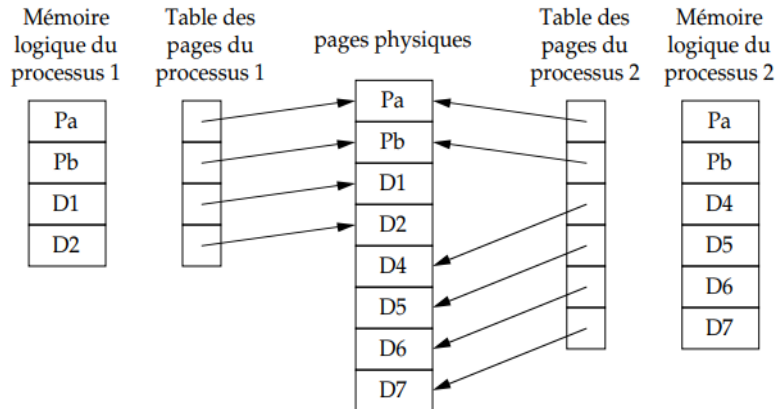 Mémoire
logique du
processus 1
Table des
pages du
processus 1
pages physiques
Table des
pages du
processus 2
Mémoire
logique du
processus 2
Pa
Pb
D1
D2
Pa
Pb
D1
D2
D4
D5
D6
D7
Pa
Pb
D4
D5
D6
D7